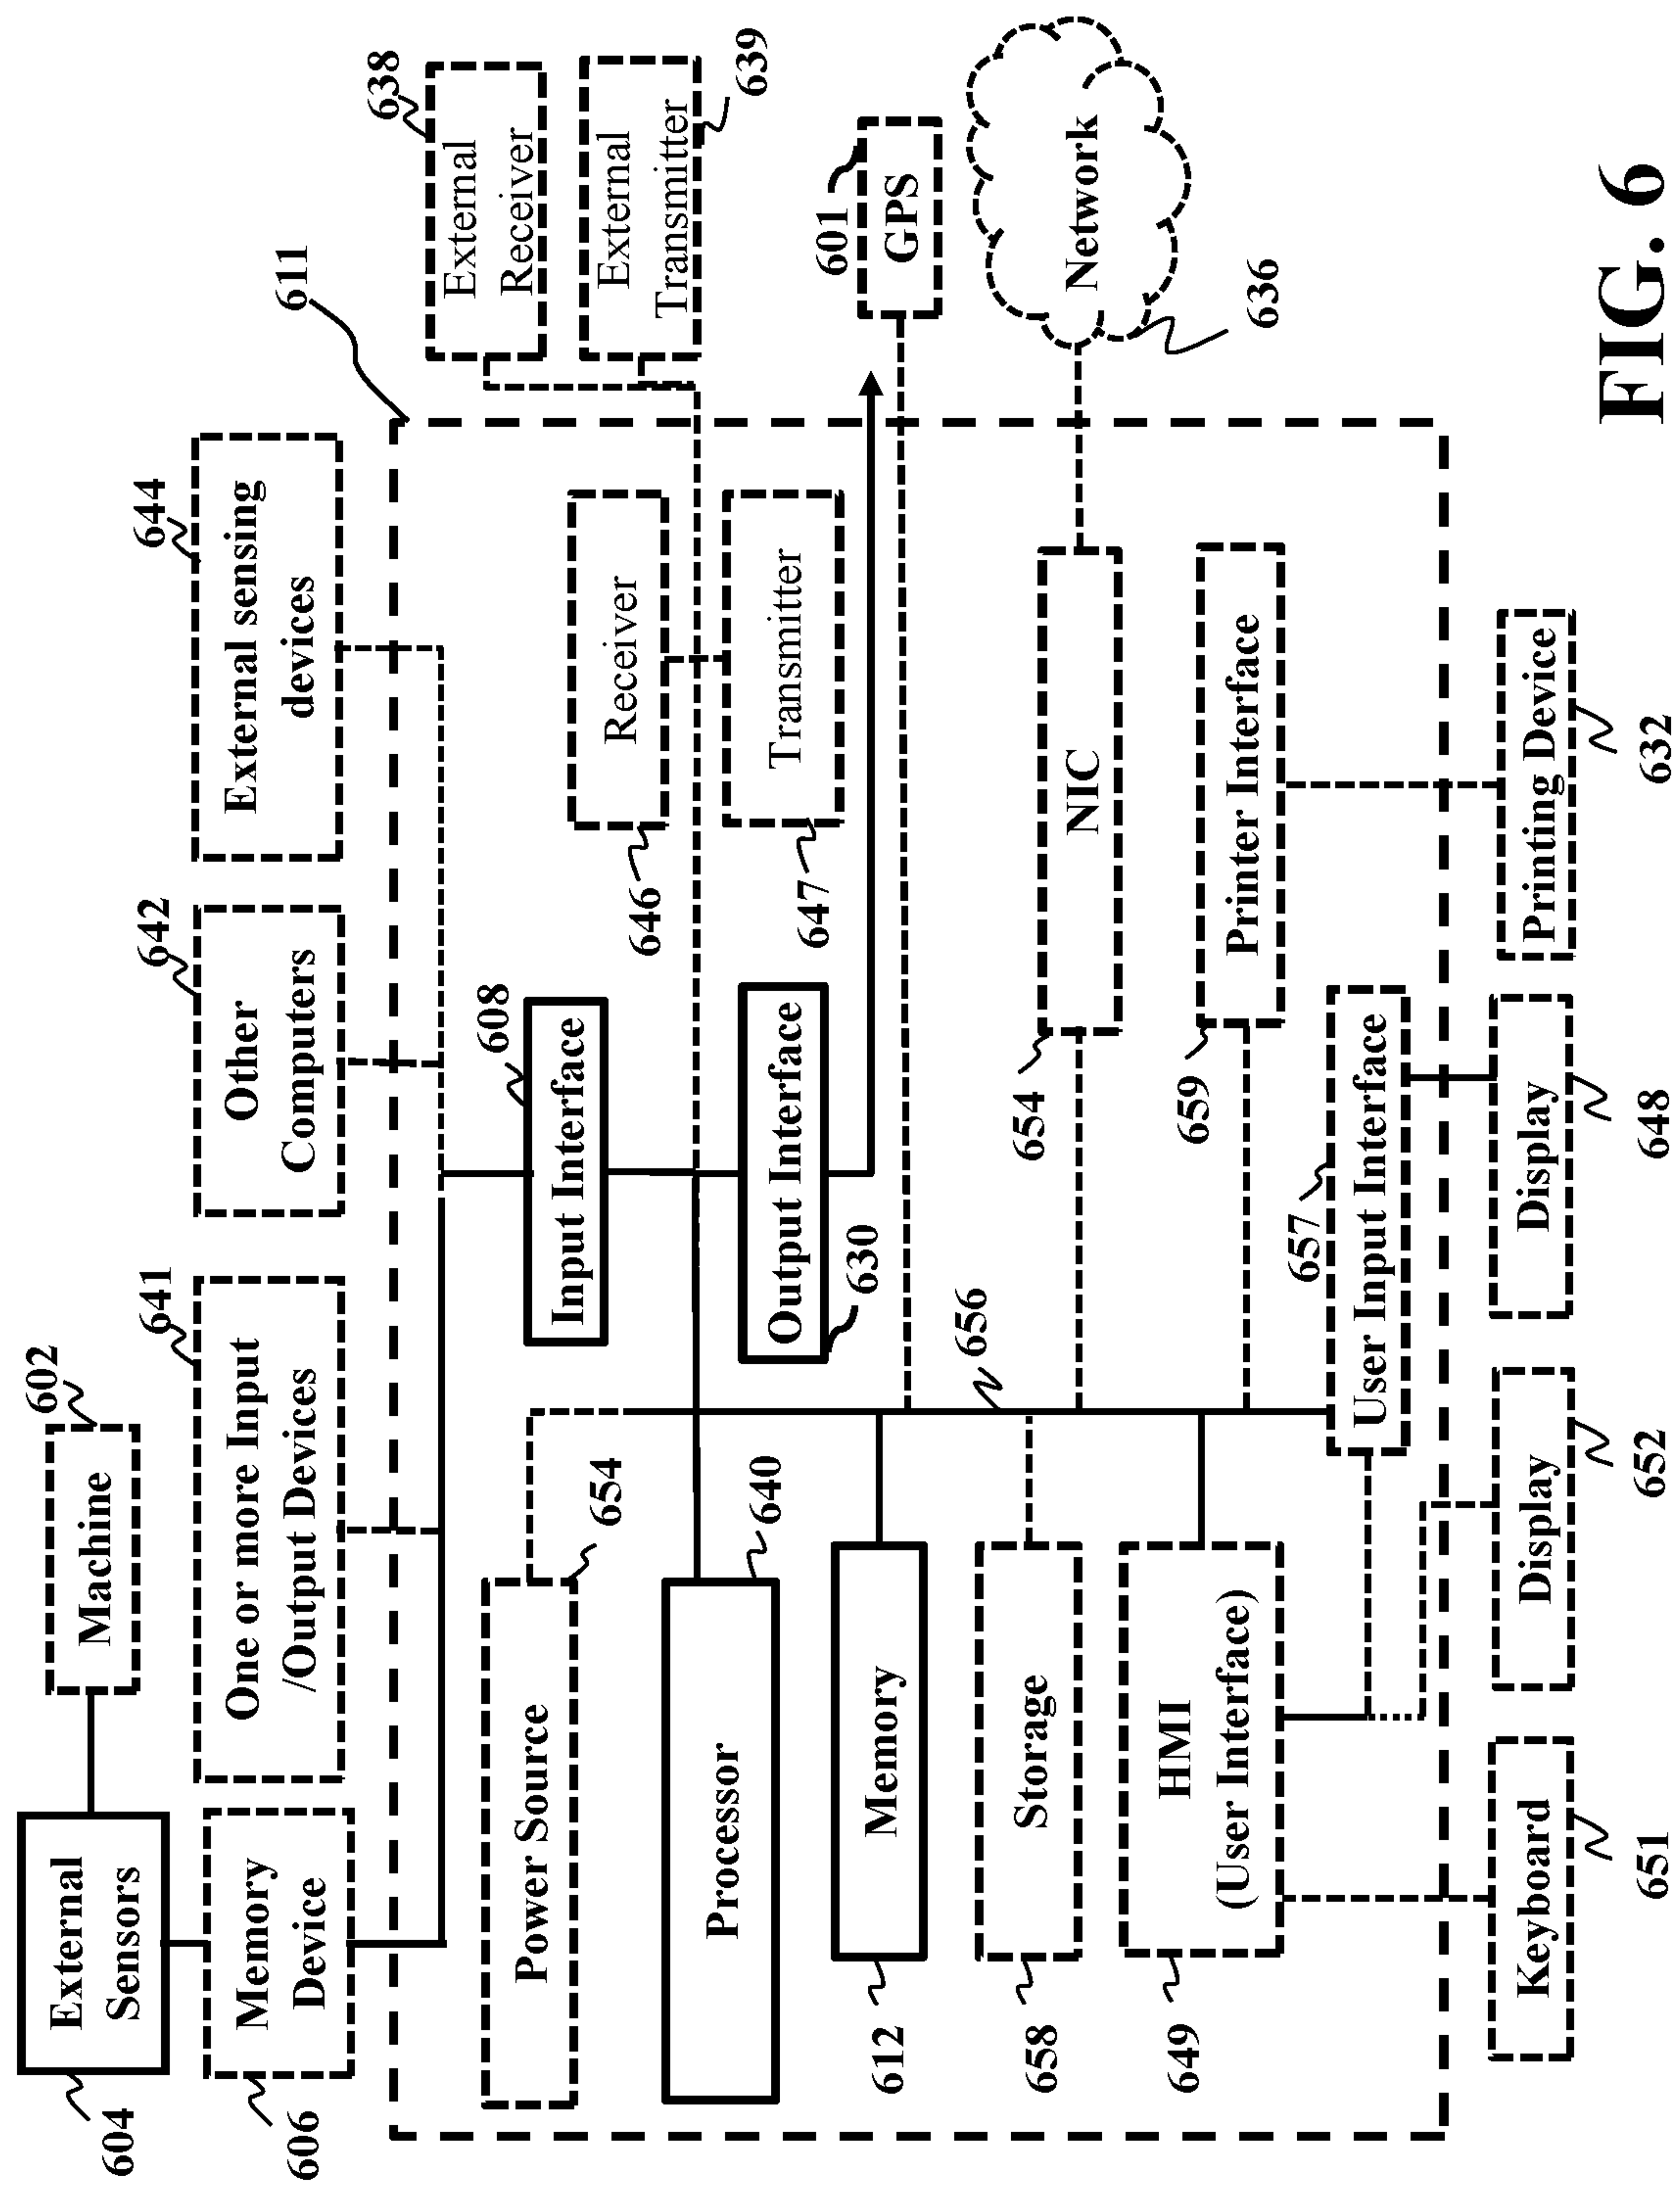 602
Machine
External
Sensors
604
Memory
Device
606
641
One or more Input
/Output Devices
642
Other
Computers
644
External sensing
devices
611
638
External
Receiver
External
Transmitter
639
Power Source
654
608
Input Interface
Receiver
646
Processor
640
Output Interface
630
Transmitter
647
601
GPS
Memory
612
656
Network
636
Storage
658
NIC
654
HMI
(User Interface)
649
Printer Interface
659
657
User Input Interface
Keyboard
651
Display
652
Display
648
Printing Device
632
FIG. 6